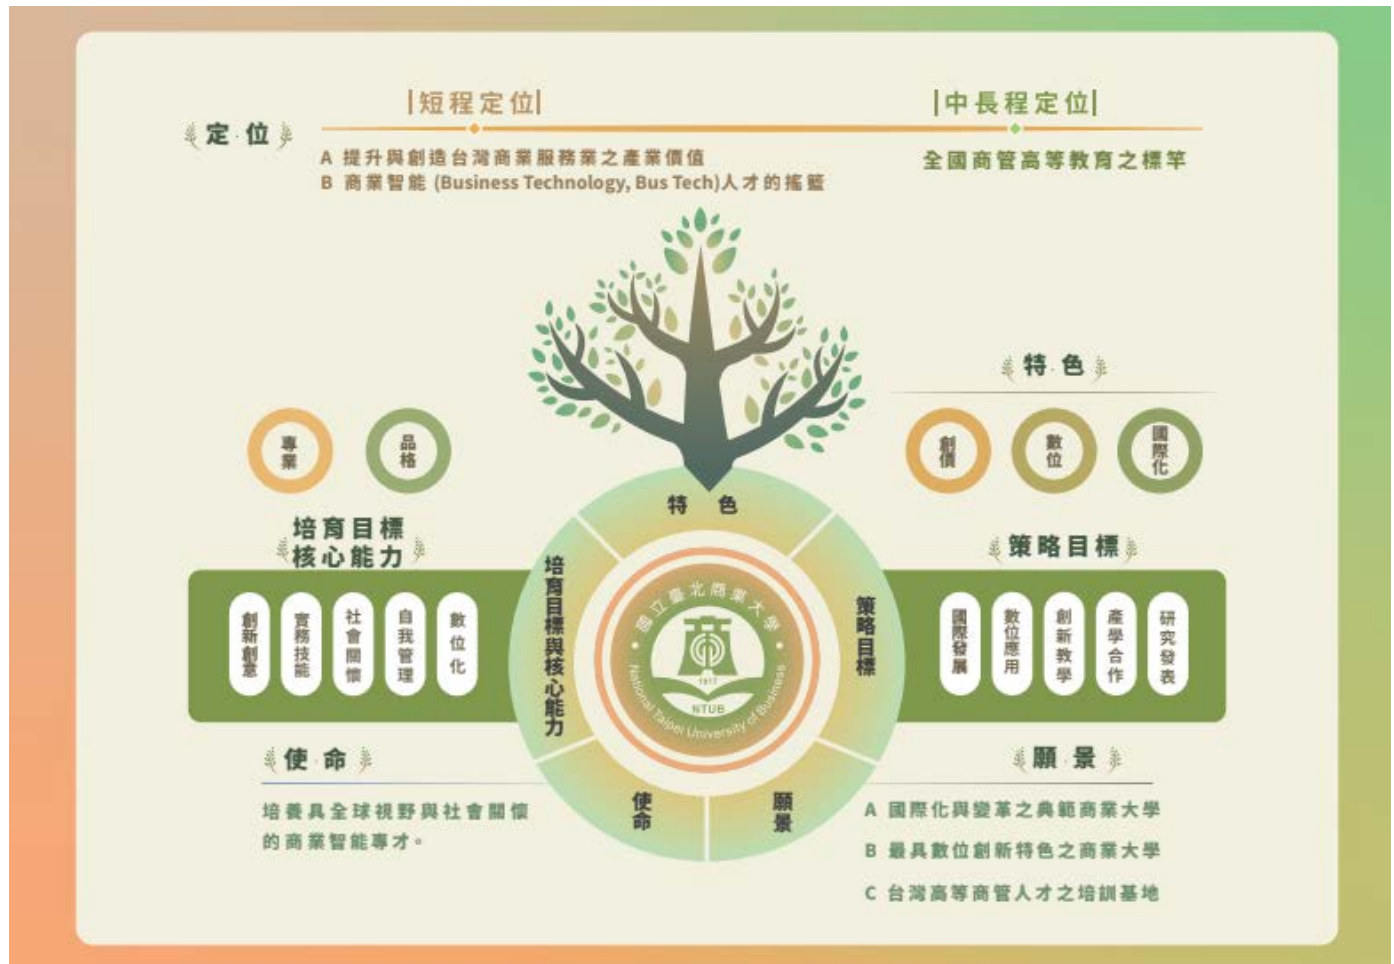 定.位
|短程定位|
|中長程定位|
A 提升與創造台灣商業服務業之產業價值
B 商業智能 (Business Technology, Bus Tech)人才的搖籃
全國商管高等教育之標竿
特.色
專業
品格
創價
數位
國際化
培育目標
核心能力
創新創意
實務技能
社會關懷
自我管理
數位化
特 色
培育目標與核心能力
策略目標
使命
願景
國立臺北商業大學
1917
NTUB
National Taipei University of Business
策略目標
國際發展
數位應用
創新教學
產學合作
研究發表
使.命
培養具全球視野與社會關懷
的商業智能專才。
願.景
A 國際化與變革之典範商業大學
B 最具數位創新特色之商業大學
C 台灣高等商管人才之培訓基地